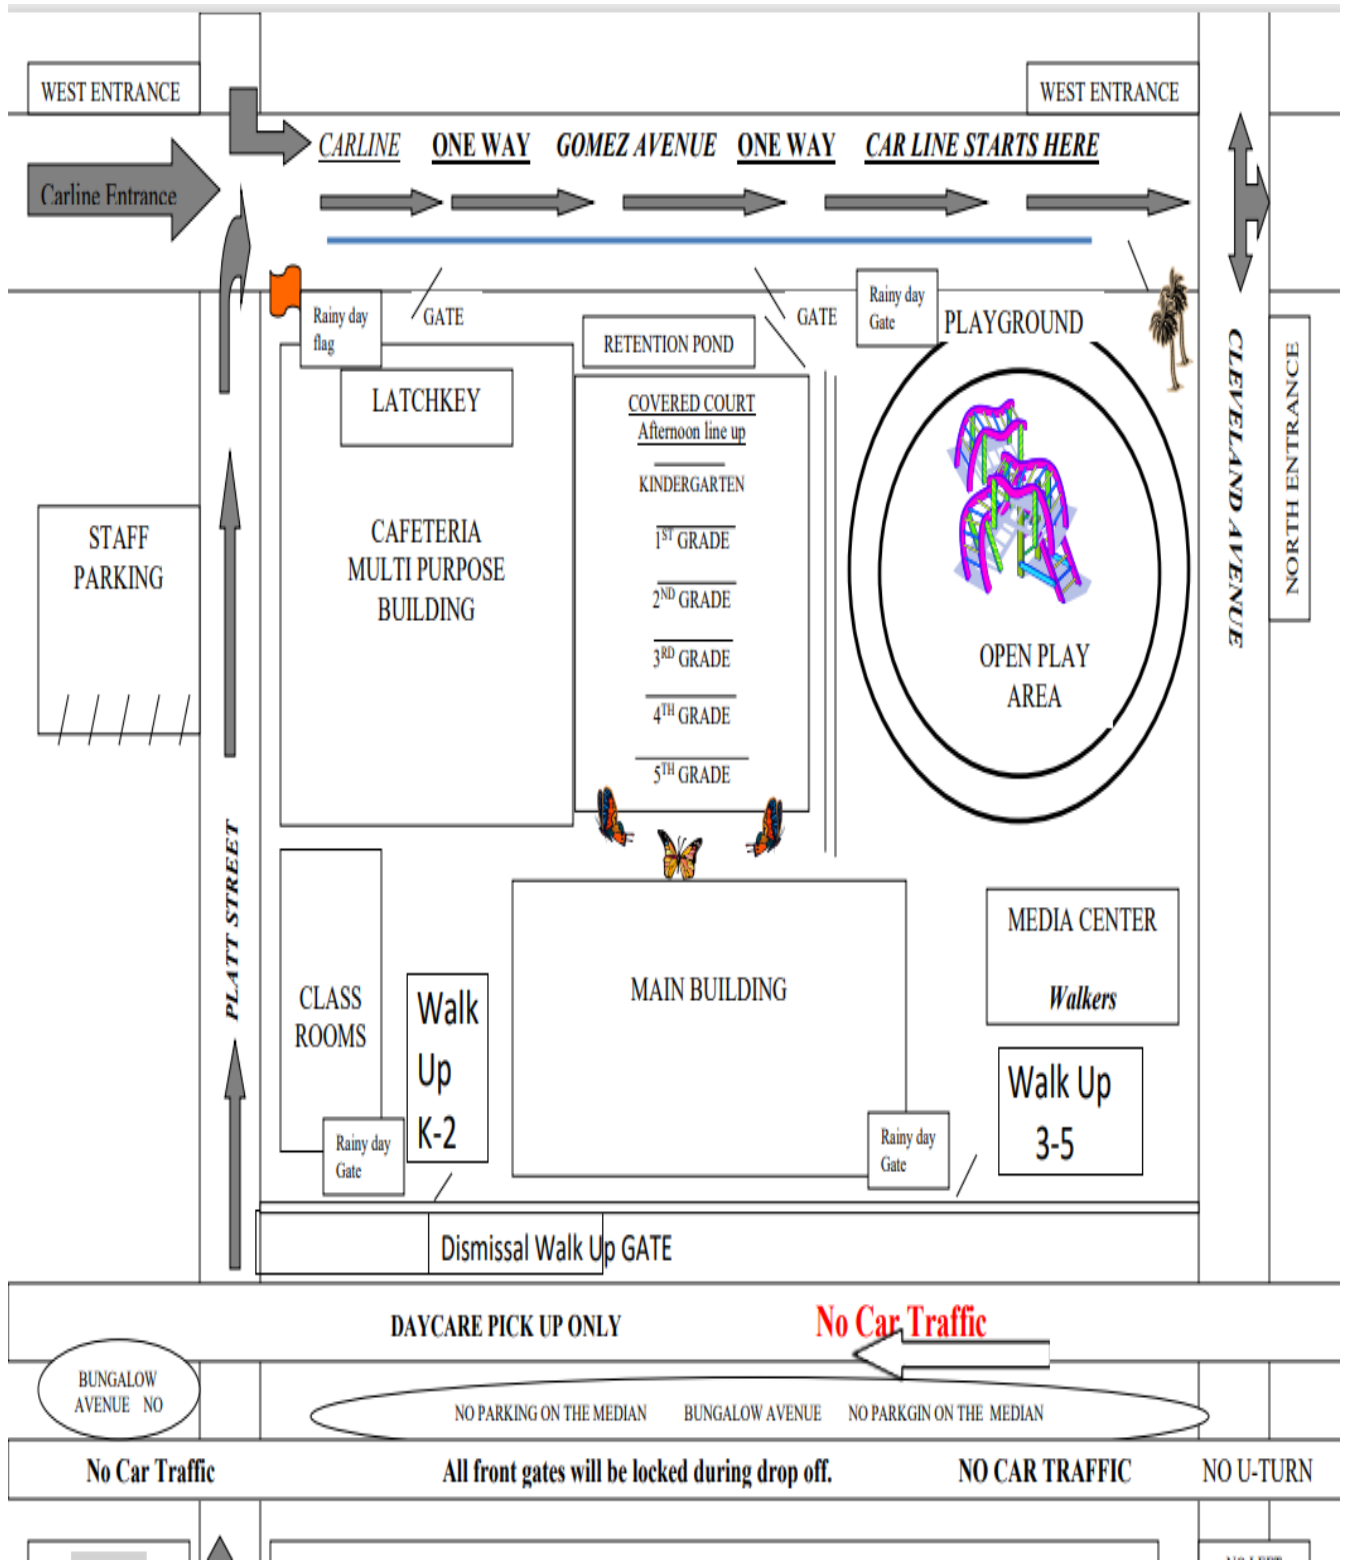 WEST ENTRANCE
WEST ENTRANCE
CARLINE ONE WAY GOMEZ AVENUE ONE WAY CAR LINE STARTS HERE
Carline Entrance
Rainy day
flag
GATE
RETENTION POND
GATE
Rainy day
Gate
PLAYGROUND
LATCHKEY
COVERED COURT
Afternoon line up
KINDERGARTEN
1ST GRADE
2ND GRADE
3RD GRADE
4TH GRADE
5TH GRADE
CLEVELAND AVENUE
NORTH ENTRANCE
STAFF
PARKING
CAFETERIA
MULTI PURPOSE
BUILDING
OPEN PLAY
AREA
PLATT STREET
CLASS
ROOMS
Walk
Up
K-2
MAIN BUILDING
MEDIA CENTER
Walkers
Walk Up
3-5
Rainy day
Gate
Rainy day
Gate
Dismissal Walk Up GATE
DAYCARE PICK UP ONLY
No Car Traffic
BUNGALOW
AVENUE NO
NO PARKING ON THE MEDIAN BUNGALOW AVENUE NO PARKGIN ON THE MEDIAN
No Car Traffic
All front gates will be locked during drop off.
NO CAR TRAFFIC
NO U-TURN